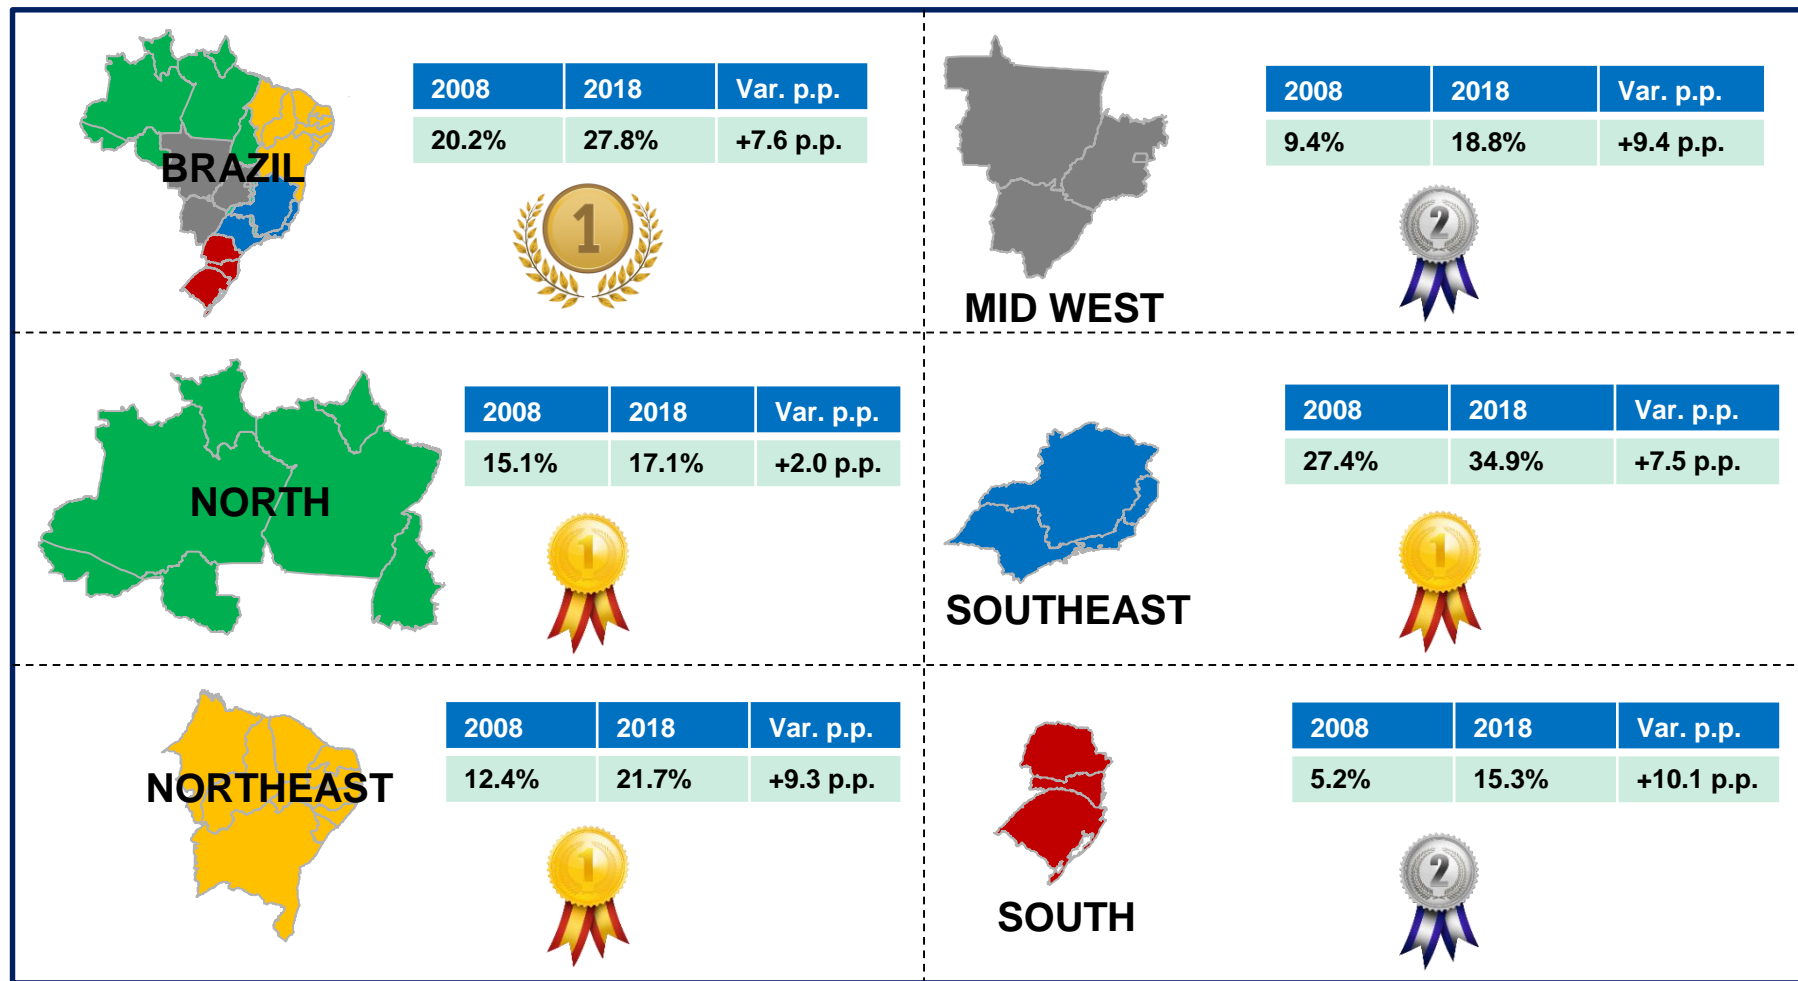 2008 2018 Var. p.p.
20.2% 27.8% +7.6 p.p.
BRAZIL
1
2008 2018 Var. p.p.
9.4% 18.8% +9.4 p.p.
2
MID WEST
2008 2018 Var. p.p.
15.1% 17.1% +2.0 p.p.
NORTH
1
2008 2018 Var. p.p.
27.4% 34.9% +7.5 p.p.
1
SOUTHEAST
2008 2018 Var. p.p.
12.4% 21.7% +9.3 p.p.
NORTHEAST
1
2008 2018 Var. p.p.
5.2% 15.3% +10.1 p.p.
2
SOUTH